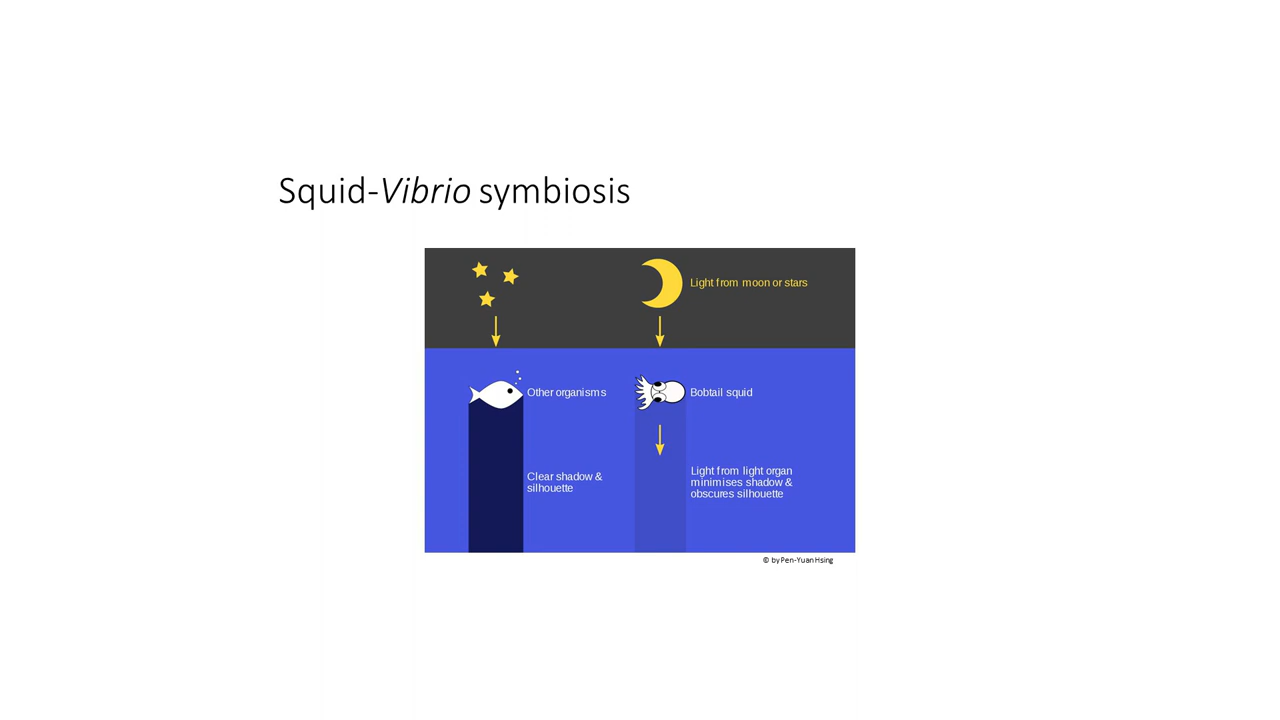 Squid-Vibrio symbiosis
Light from moon or stars
Other organisms
Bobtail squid
Clear shadow &
silhouette
Light from light organ
minimises shadow &
obscures silhouette
© by Pen-Yuan Hsing